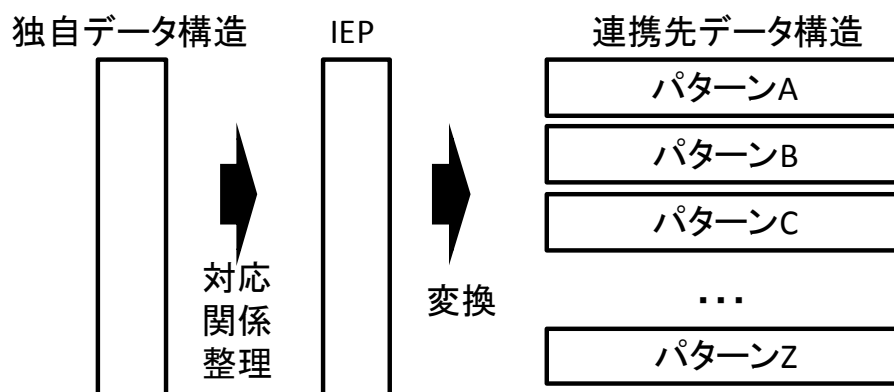 独自データ構造
IEP
連携先データ構造
パターンA
パターンB
パターンC
・・・
パターンZ
対応
関係
整理
変換